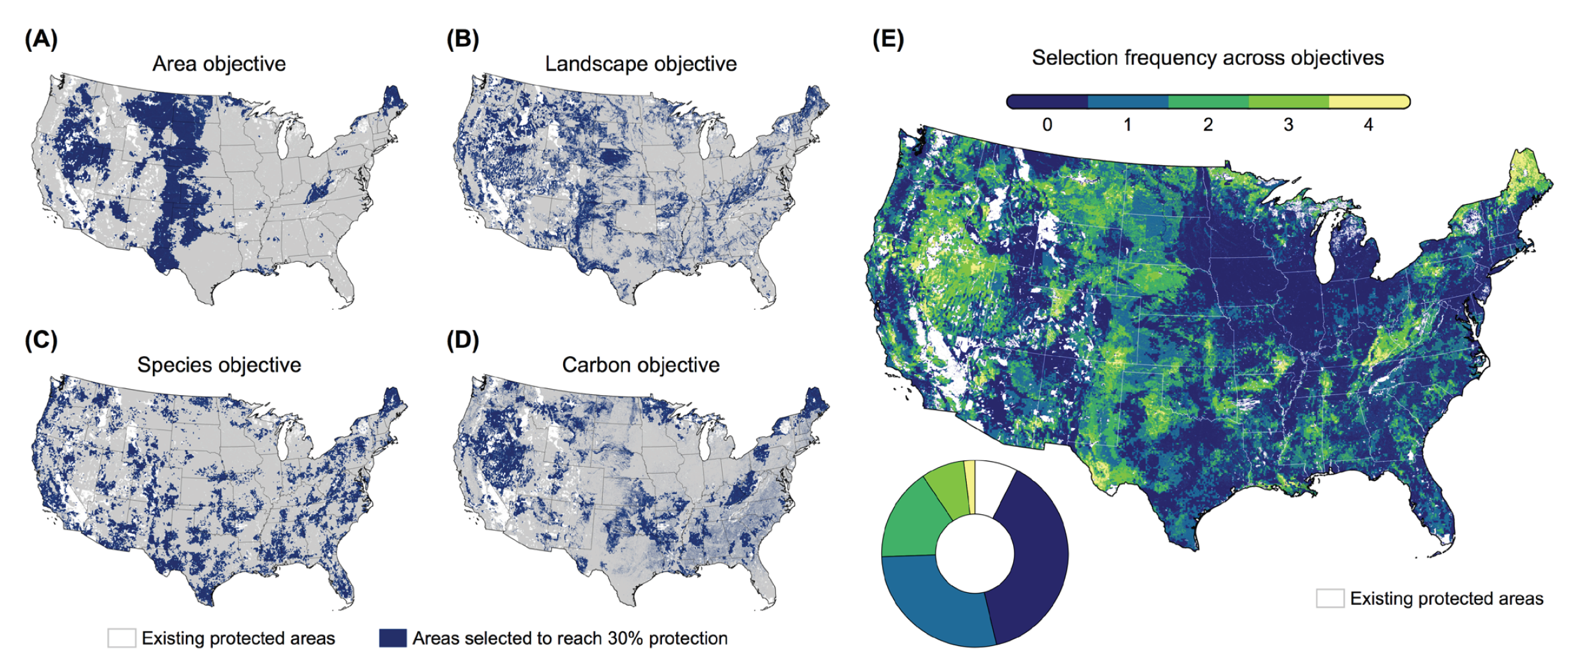 (A)
Area objective
(B)
Landscape objective
(C)
Species objective
(D)
Carbon objective
Existing protected areas
Areas selected to reach 30% protection
(E)
Selection frequency across objectives
0 1 2 3 4
Existing protected areas